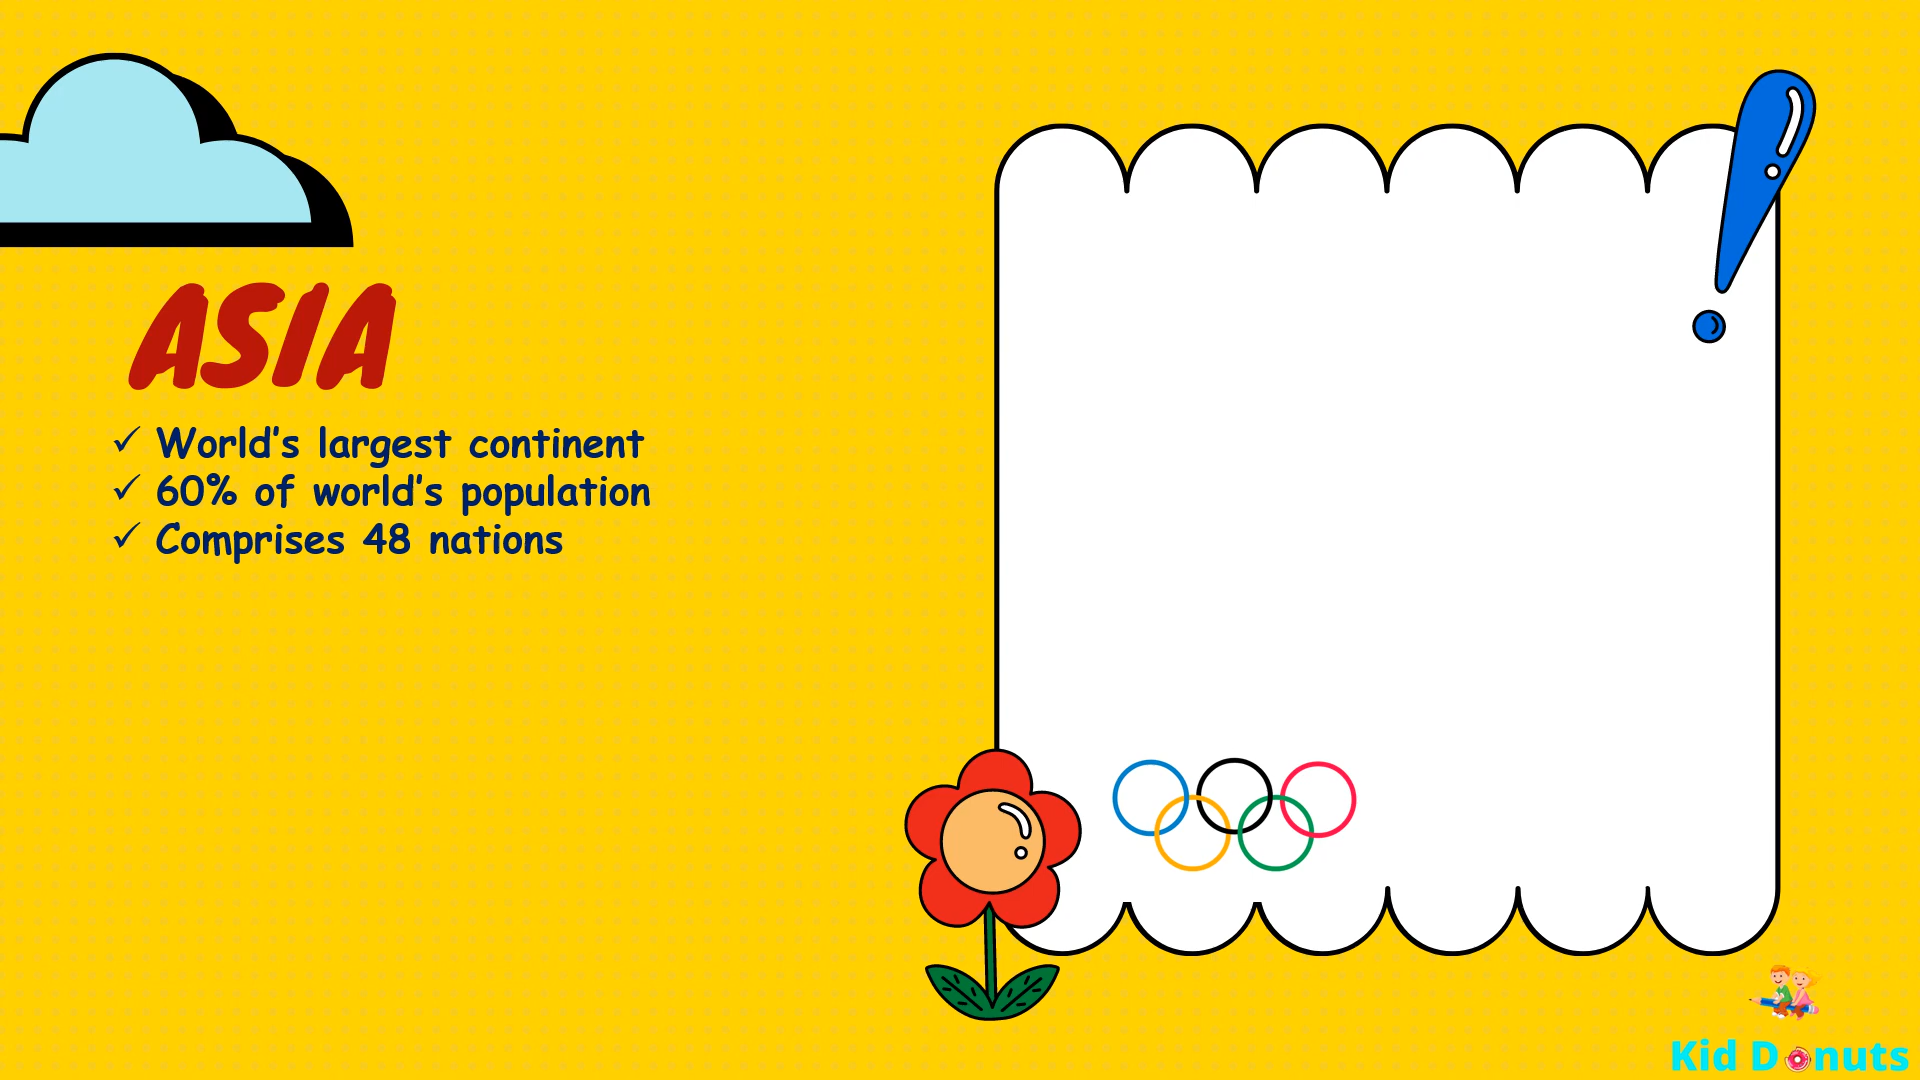 ASIA
✓ World's largest continent
✓ 60% of world's population
✓ Comprises 48 nations
Kid Donuts